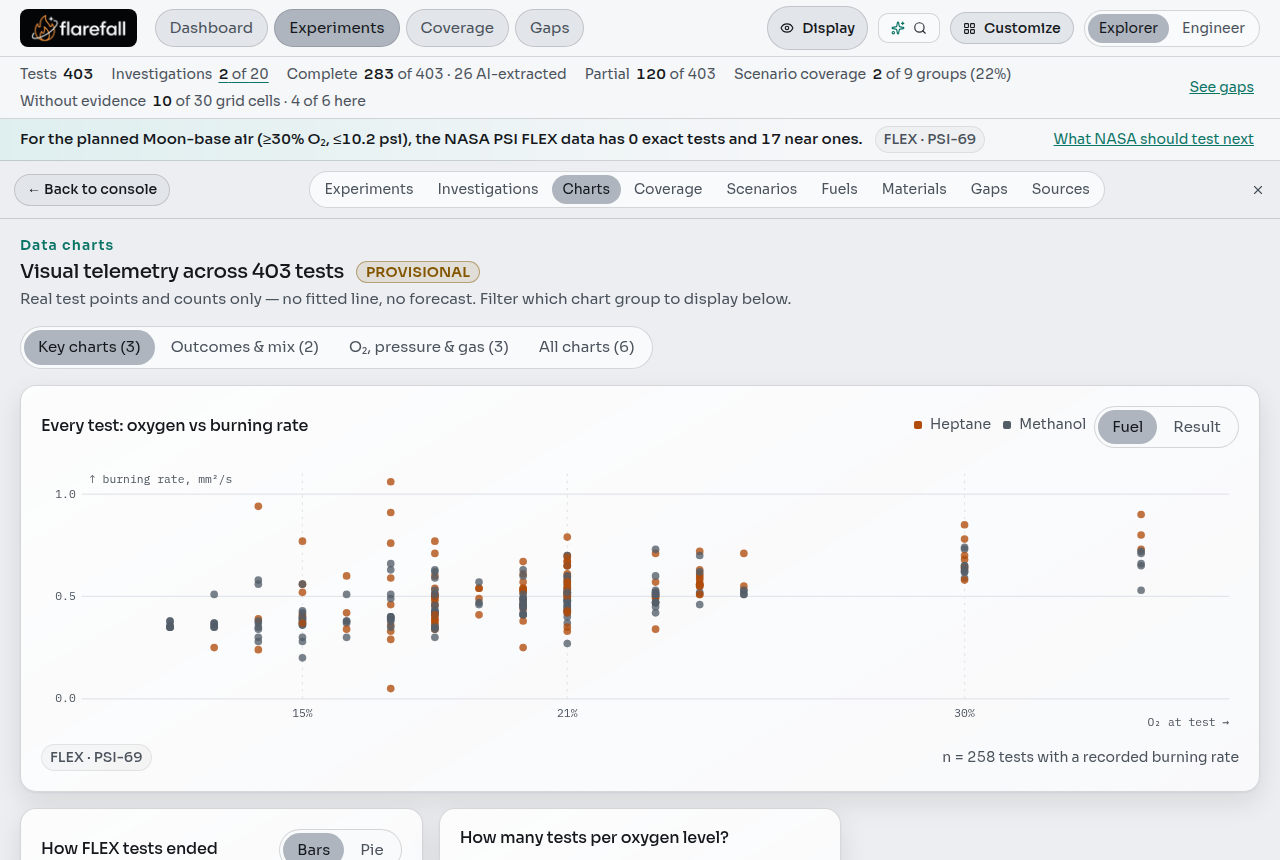 flarefall Dashboard Experiments Coverage Gaps Display Customize Explorer Engineer
Tests 403 Investigations 2 of 20 Complete 283 of 403 · 26 AI-extracted Partial 120 of 403 Scenario coverage 2 of 9 groups (22%)
Without evidence 10 of 30 grid cells · 4 of 6 here
See gaps
For the planned Moon-base air (≥30% O₂, ≤10.2 psi), the NASA PSI FLEX data has 0 exact tests and 17 near ones. FLEX · PSI-69 What NASA should test next
← Back to console Experiments Investigations Charts Coverage Scenarios Fuels Materials Gaps Sources ×
Data charts
Visual telemetry across 403 tests PROVISIONAL
Real test points and counts only — no fitted line, no forecast. Filter which chart group to display below.
Key charts (3) Outcomes & mix (2) O₂, pressure & gas (3) All charts (6)
Every test: oxygen vs burning rate Heptane Methanol Fuel Result
↑ burning rate, mm²/s
1.0
0.5
0.0
15% 21% 30%
O₂ at test →
FLEX · PSI-69 n = 258 tests with a recorded burning rate
How FLEX tests ended Bars Pie
How many tests per oxygen level?